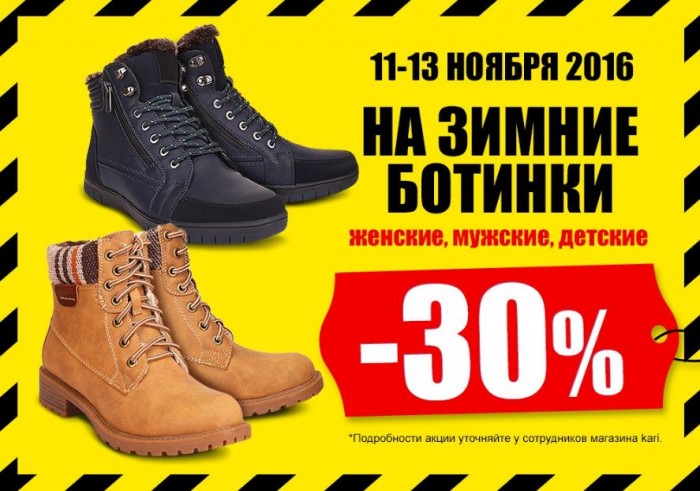 11-13 НОЯБРЯ 2016
НА ЗИМНИЕ
БОТИНКИ
женские, мужские, детские
-30%
*Подробности акции уточняйте у сотрудников магазина kari.